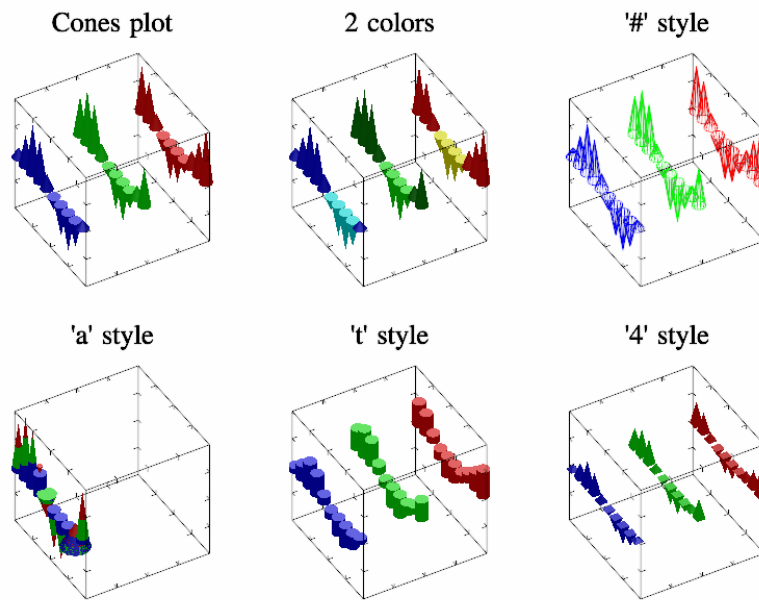 Cones plot
2 colors
'#' style
'a' style
't' style
'4' style